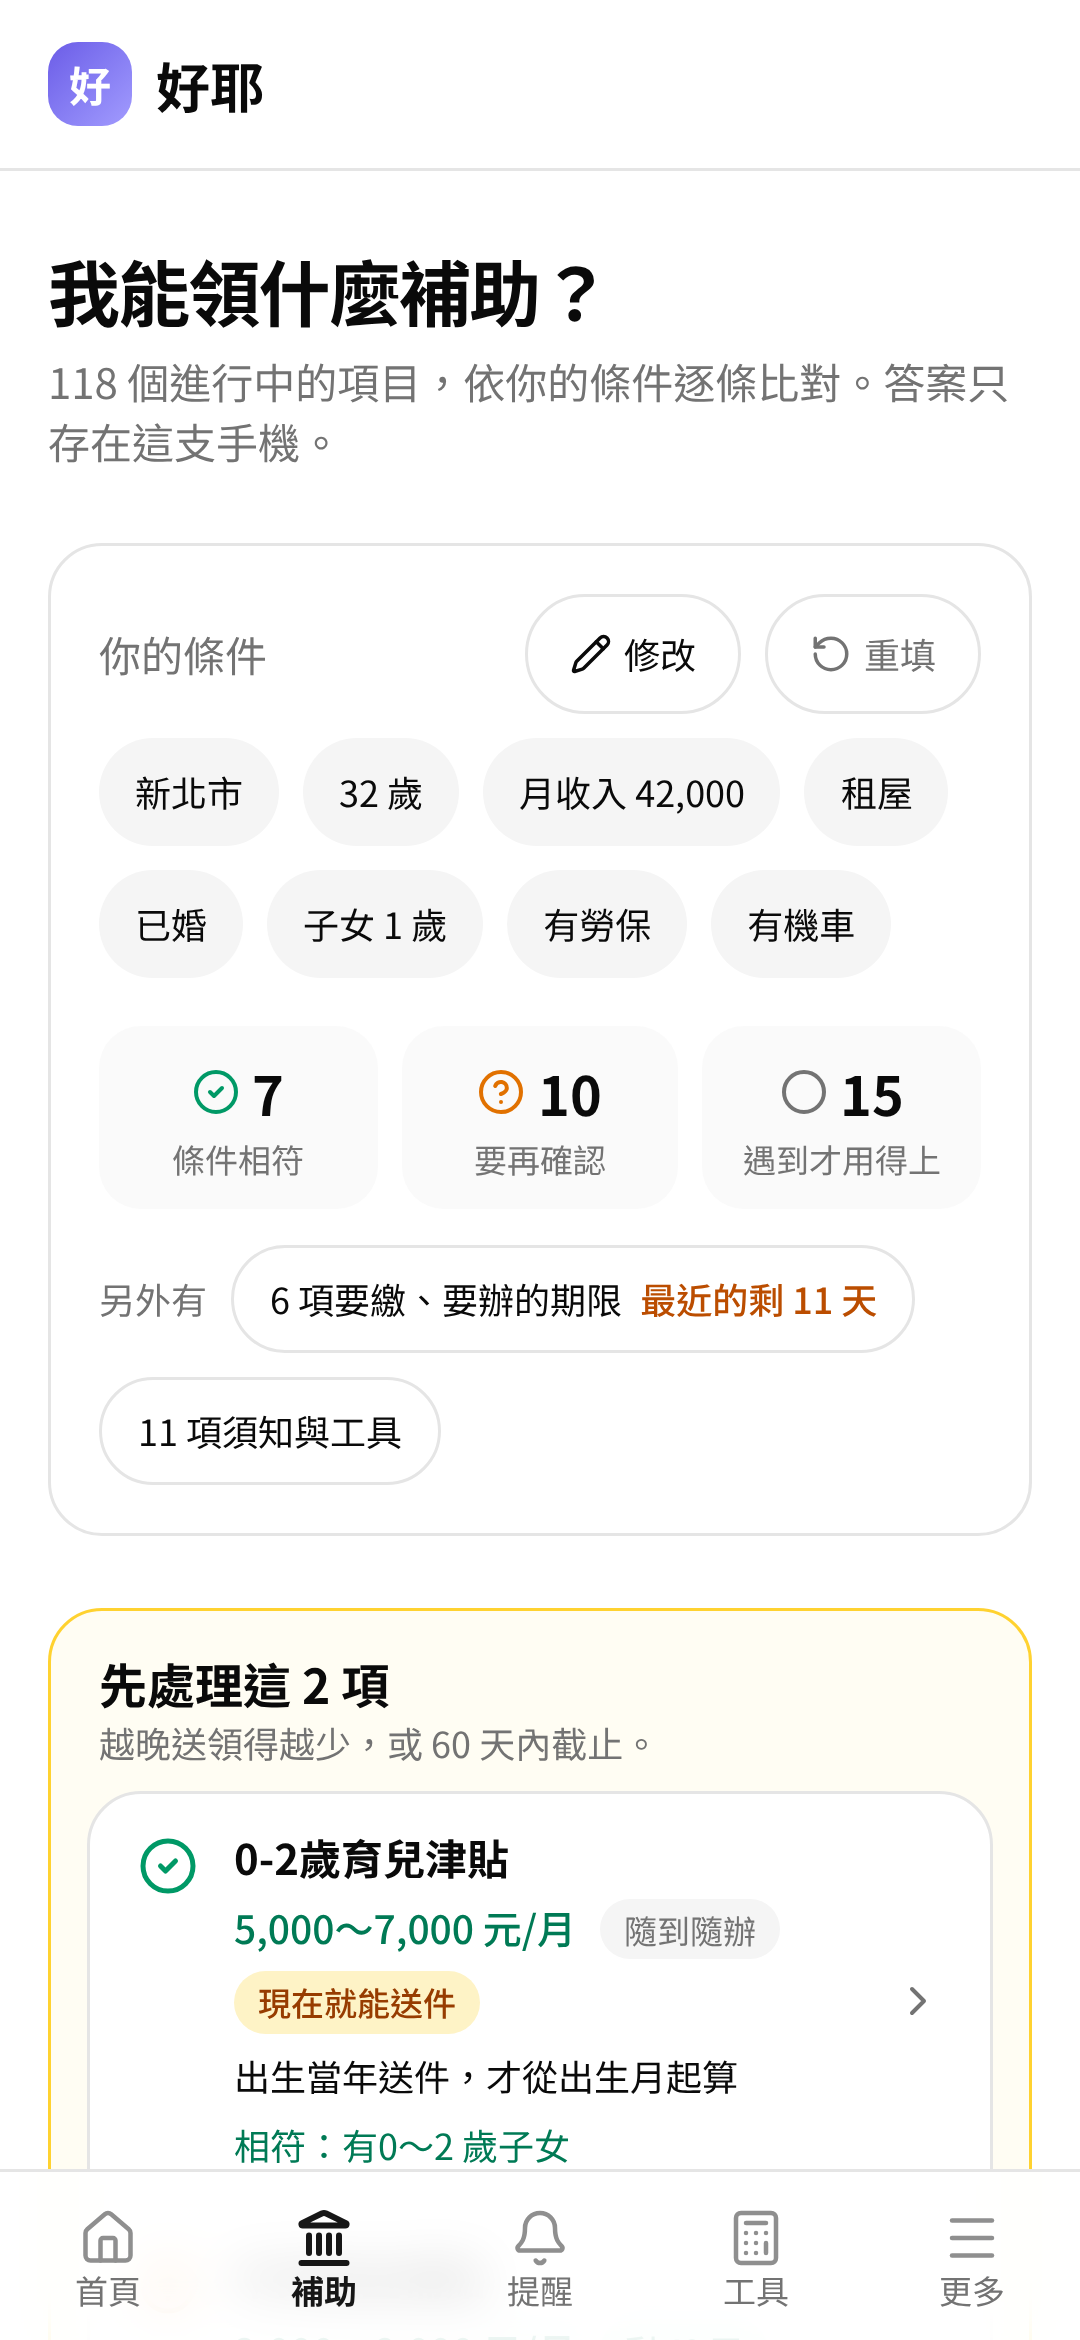 好 好耶
我能領什麼補助？
118 個進行中的項目，依你的條件逐條比對。答案只
存在這支手機。
你的條件 修改 重填
新北市 32 歲 月收入 42,000 租屋
已婚 子女 1 歲 有勞保 有機車
7 10 15
條件相符 要再確認 遇到才用得上
另外有 6 項要繳、要辦的期限 最近的剩 11 天
11 項須知與工具
先處理這 2 項
越晚送領得越少，或 60 天內截止。
0-2歲育兒津貼
5,000～7,000 元/月 隨到隨辦
現在就能送件
出生當年送件，才從出生月起算
相符：有0～2 歲子女
首頁 補助 提醒 工具 更多